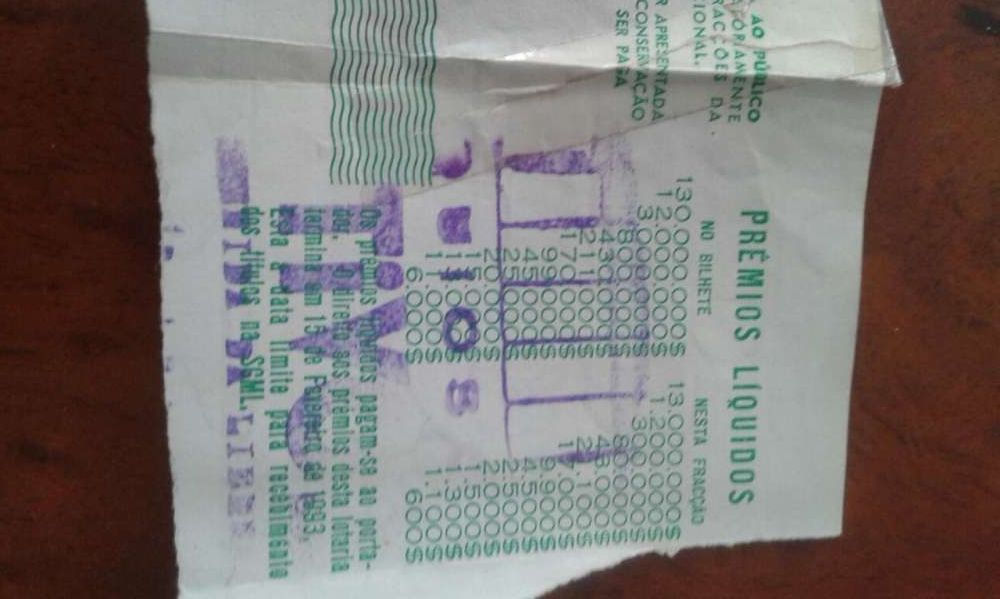 AO PÚBLICO
ORIAMENTE
RACÇÕES DA
IONAL.
R APRESENTADA
CONSERVAÇÃO
SER PAGA
PRÉMIOS LÍQUIDOS
NO BILHETE NESTA FRACÇÃO
130.000.000$ 13.000.000$
12.000.000$ 1.200.000$
3.000.000$ 300.000$
800.000$ 80.000$
430.000$ 43.000$
211.000$ 21.100$
170.000$ 17.000$
99.000$ 9.900$
45.000$ 4.500$
25.000$ 2.500$
20.000$ 2.000$
15.000$ 1.500$
13.000$ 1.300$
11.000$ 1.100$
6.000$ 600$
Os prémios líquidos pagam-se ao porta-
dor. O direito aos prémios desta lotaria
termina em 15 de Fevereiro de 1993.
Esta a data limite para recebimento
dos títulos na SCML.